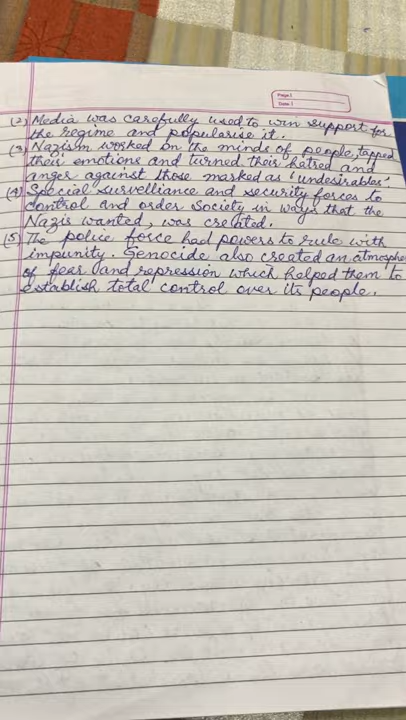 Page:
Date:
(2) Media was carefully used to win support for
the regime and popularise it.
(3) Nazism worked on the minds of people, tapped
their emotions and turned their hatred and
anger against those marked as 'undesirables'.
(4) Special survelliance and security forces to
control and order Society in ways that the
Nazis wanted, was created.
(5) The police force had powers to rule with
impunity. Genocide also created an atmosphe
of fear and repression which helped them to
establish total control over its people.